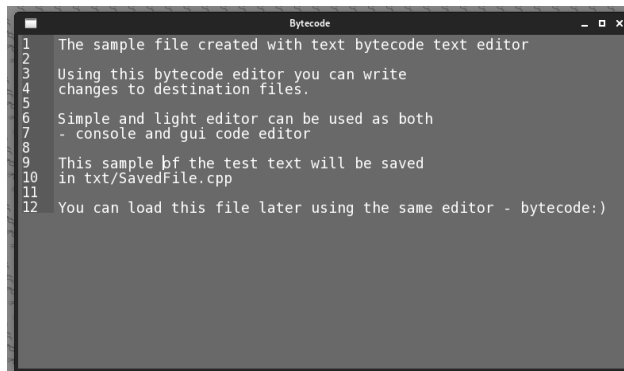 Bytecode
1 The sample file created with text bytecode text editor
2
3 Using this bytecode editor you can write
4 changes to destination files.
5
6 Simple and light editor can be used as both
7 - console and gui code editor
8
9 This sample of the test text will be saved
10 in txt/SavedFile.cpp
11
12 You can load this file later using the same editor - bytecode:)